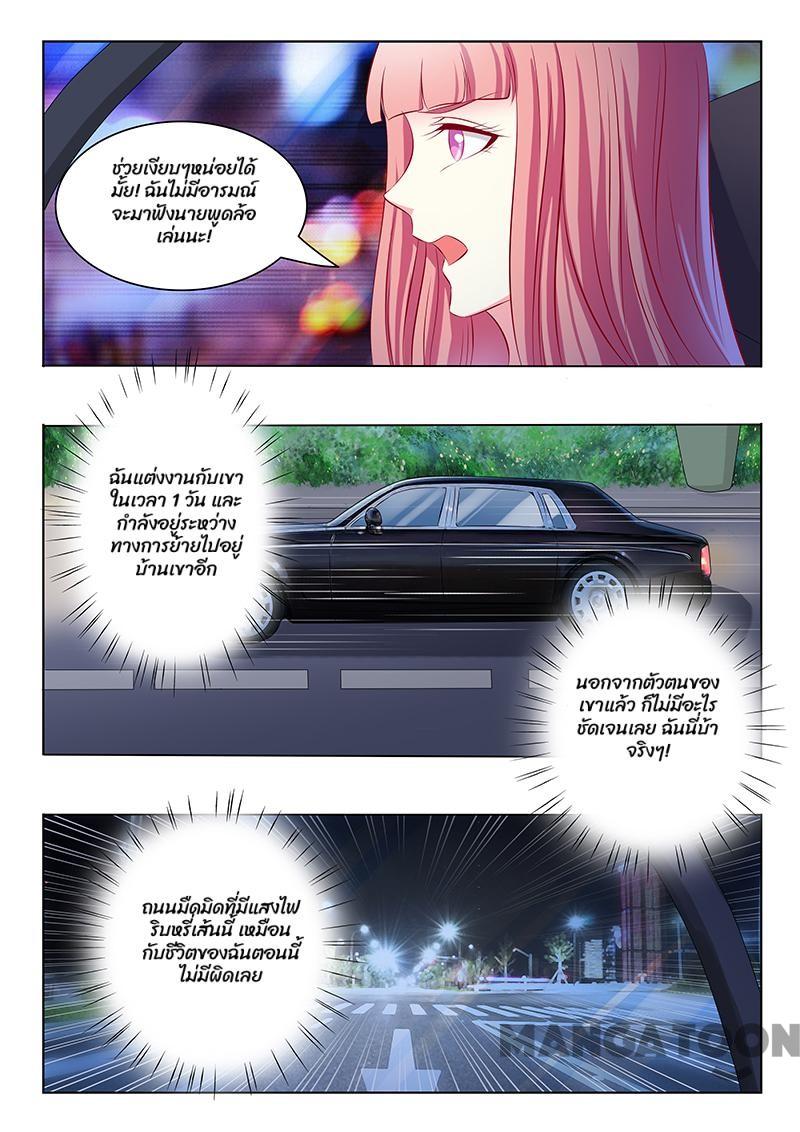 ช่วยเงียบๆหน่อยได้
มั้ย! ฉันไม่มีอารมณ์
จะมาฟังนายพูดล้อ
เล่นนะ!
ฉันแต่งงานกับเขา
ในเวลา 1 วัน และ
กำลังอยู่ระหว่าง
ทางการย้ายไปอยู่
บ้านเขาอีก
นอกจากตัวตนของ
เขาแล้ว ก็ไม่มีอะไร
ชัดเจนเลย ฉันนี่บ้า
จริงๆ!
ถนนมืดมิดที่มีแสงไฟ
ริบหรี่เส้นนี้ เหมือน
กับชีวิตของฉันตอนนี้
ไม่มีผิดเลย
MANGATOON